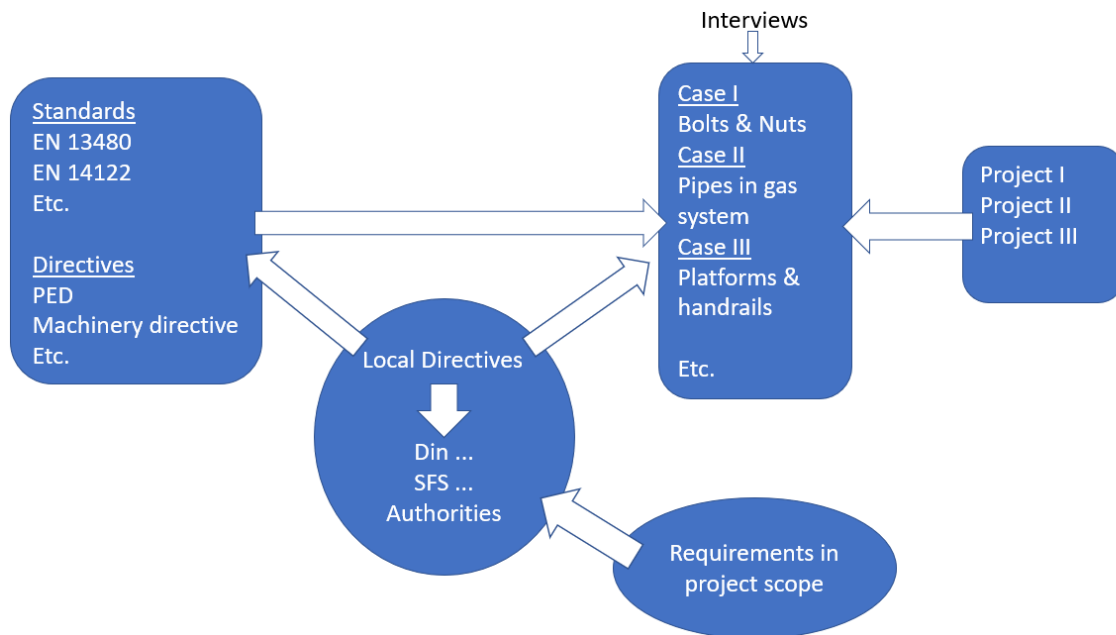 Interviews
Standards
EN 13480
EN 14122
Etc.
Directives
PED
Machinery directive
Etc.
Case I
Bolts & Nuts
Case II
Pipes in gas
system
Case III
Platforms &
handrails
Etc.
Project I
Project II
Project III
Local Directives
Din ...
SFS ...
Authorities
Requirements in
project scope